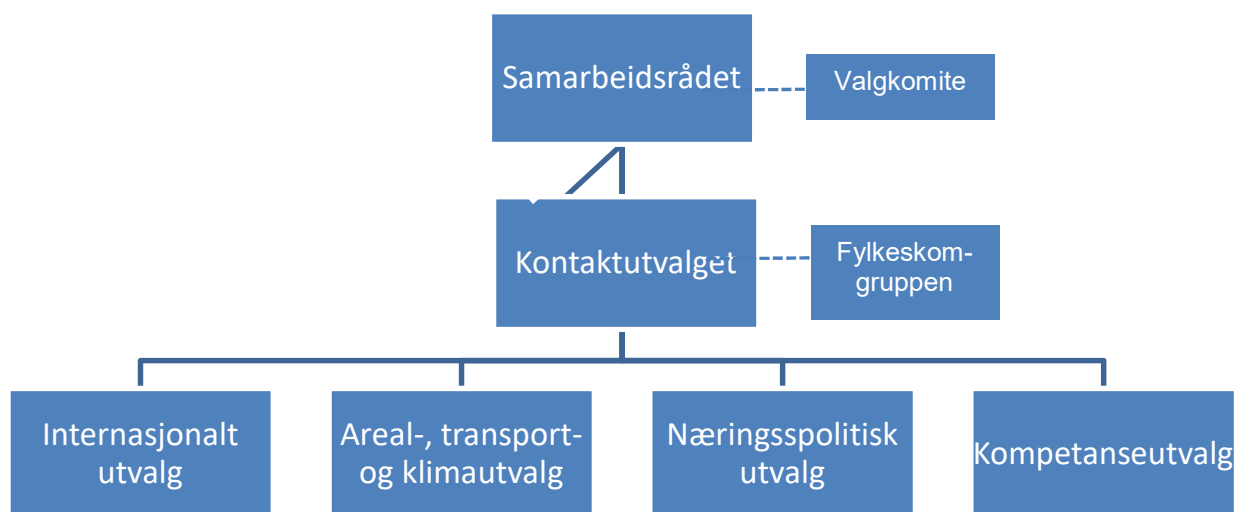 Samarbeidsrådet
Valgkomite
Kontaktutvalget
Fylkeskom-
gruppen
Internasjonalt
utvalg
Areal-, transport-
og klimautvalg
Næringsspolitisk
utvalg
Kompetanseutvalg